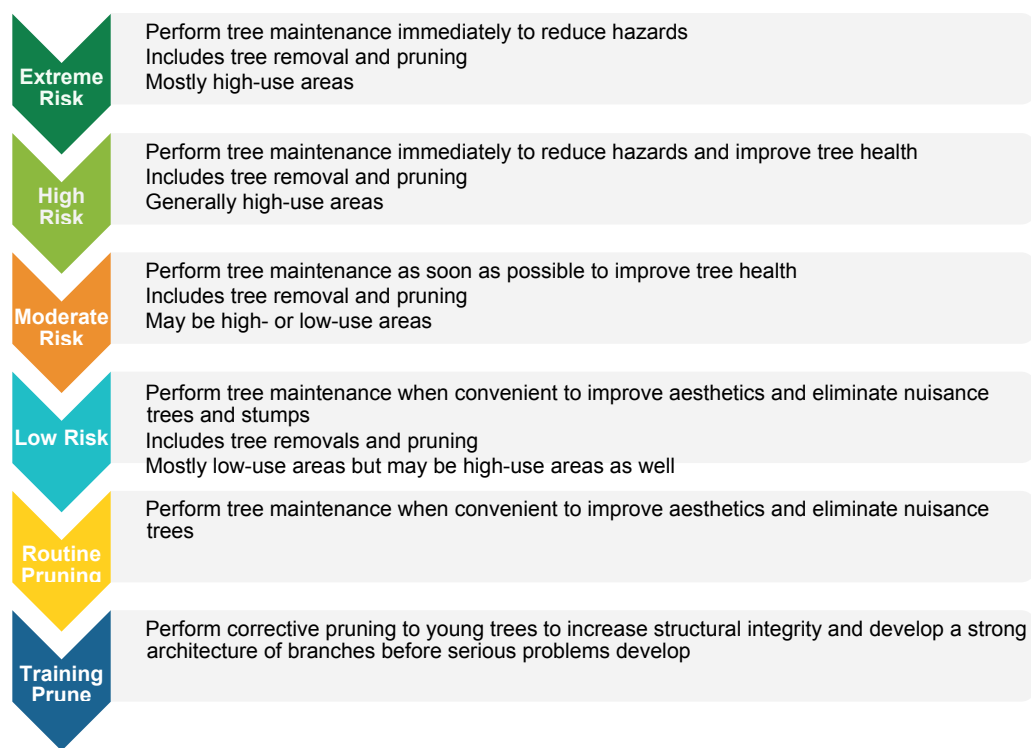 Extreme
Risk
Perform tree maintenance immediately to reduce hazards
Includes tree removal and pruning
Mostly high-use areas
High
Risk
Perform tree maintenance immediately to reduce hazards and improve tree health
Includes tree removal and pruning
Generally high-use areas
Moderate
Risk
Perform tree maintenance as soon as possible to improve tree health
Includes tree removal and pruning
May be high- or low-use areas
Low Risk
Perform tree maintenance when convenient to improve aesthetics and eliminate nuisance
trees and stumps
Includes tree removals and pruning
Mostly low-use areas but may be high-use areas as well
Routine
Pruning
Perform tree maintenance when convenient to improve aesthetics and eliminate nuisance
trees
Training
Prune
Perform corrective pruning to young trees to increase structural integrity and develop a strong
architecture of branches before serious problems develop